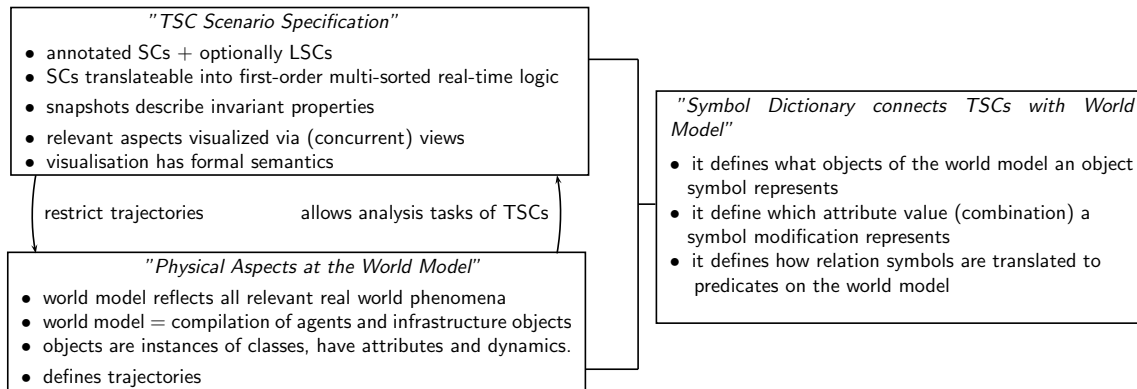 "TSC Scenario Specification"
• annotated SCs + optionally LSCs
• SCs translateable into first-order multi-sorted real-time logic
• snapshots describe invariant properties
• relevant aspects visualized via (concurrent) views
• visualisation has formal semantics
restrict trajectories
allows analysis tasks of TSCs
"Physical Aspects at the World Model"
• world model reflects all relevant real world phenomena
• world model = compilation of agents and infrastructure objects
• objects are instances of classes, have attributes and dynamics.
• defines trajectories
"Symbol Dictionary connects TSCs with World
Model"
• it defines what objects of the world model an object
symbol represents
• it define which attribute value (combination) a
symbol modification represents
• it defines how relation symbols are translated to
predicates on the world model